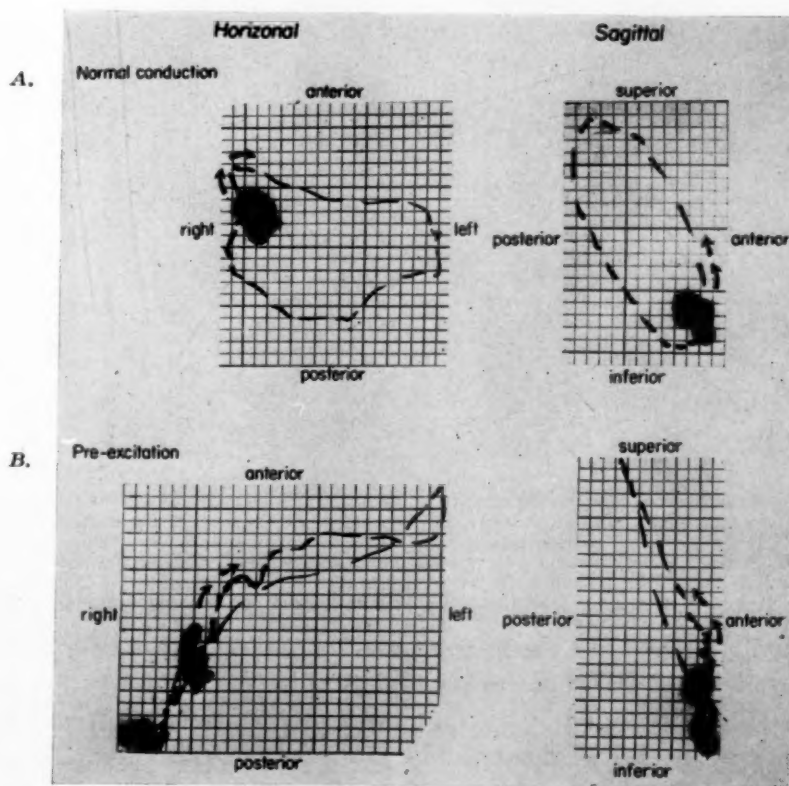 Horizonal Sagittal
A.
Normal conduction
anterior superior
right left posterior anterior
posterior inferior
B.
Pre-excitation
anterior superior
right left posterior anterior
posterior inferior